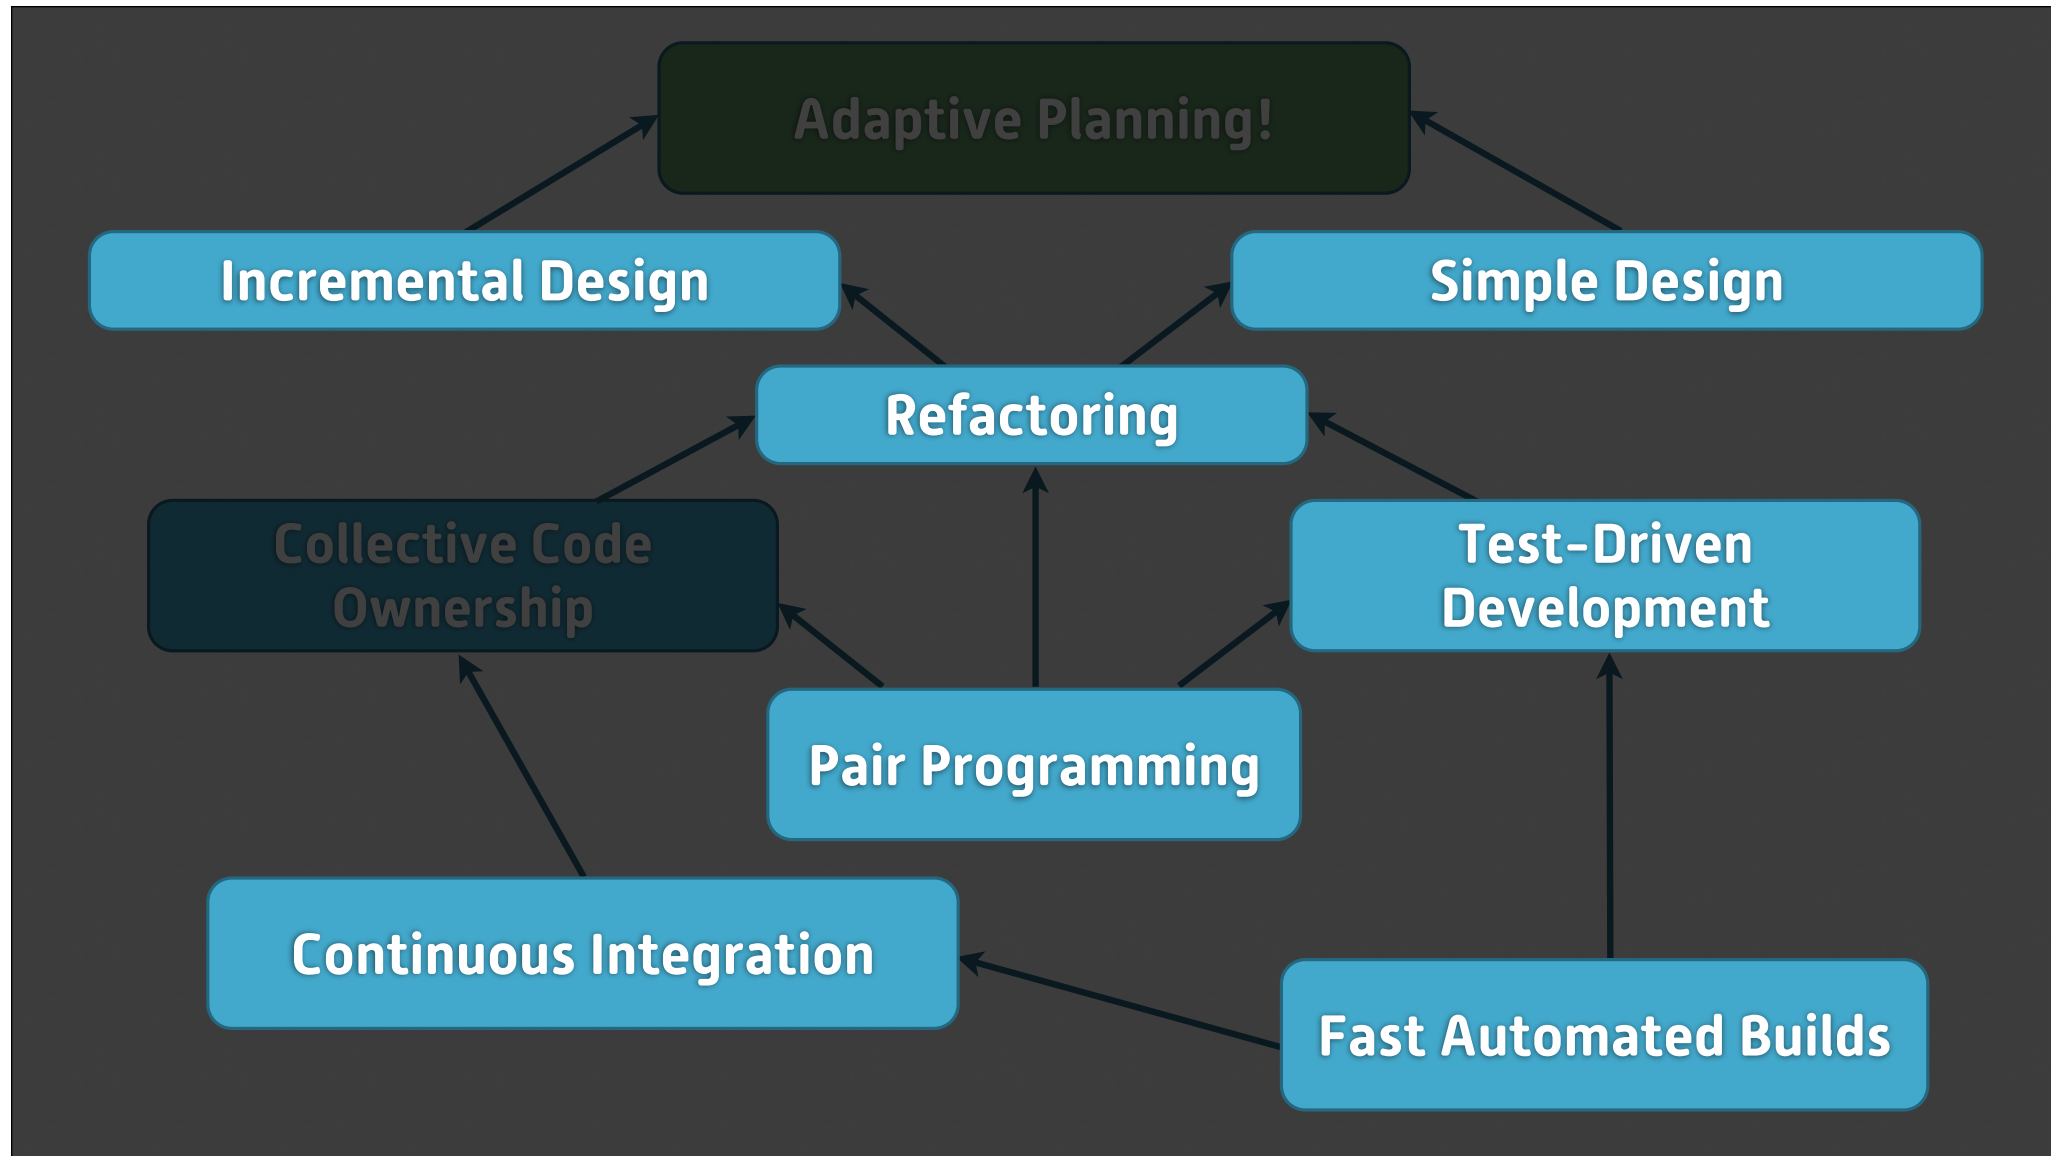 Adaptive Planning!
Incremental Design
Simple Design
Refactoring
Collective Code
Ownership
Test-Driven
Development
Pair Programming
Continuous Integration
Fast Automated Builds